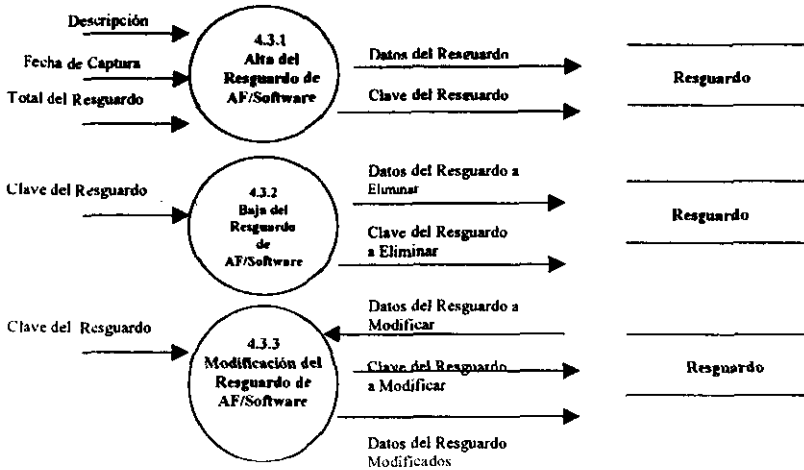 Descripción
Fecha de Captura
Total del Resguardo
4.3.1
Alta del
Resguardo de
AF/Software
Datos del Resguardo
Clave del Resguardo
Resguardo
Clave del Resguardo
4.3.2
Baja del
Resguardo
de
AF/Software
Datos del Resguardo a
Eliminar
Clave del Resguardo
a Eliminar
Resguardo
Clave del Resguardo
4.3.3
Modificación del
Resguardo de
AF/Software
Datos del Resguardo a
Modificar
Clave del Resguardo
a Modificar
Datos del Resguardo
Modificados
Resguardo